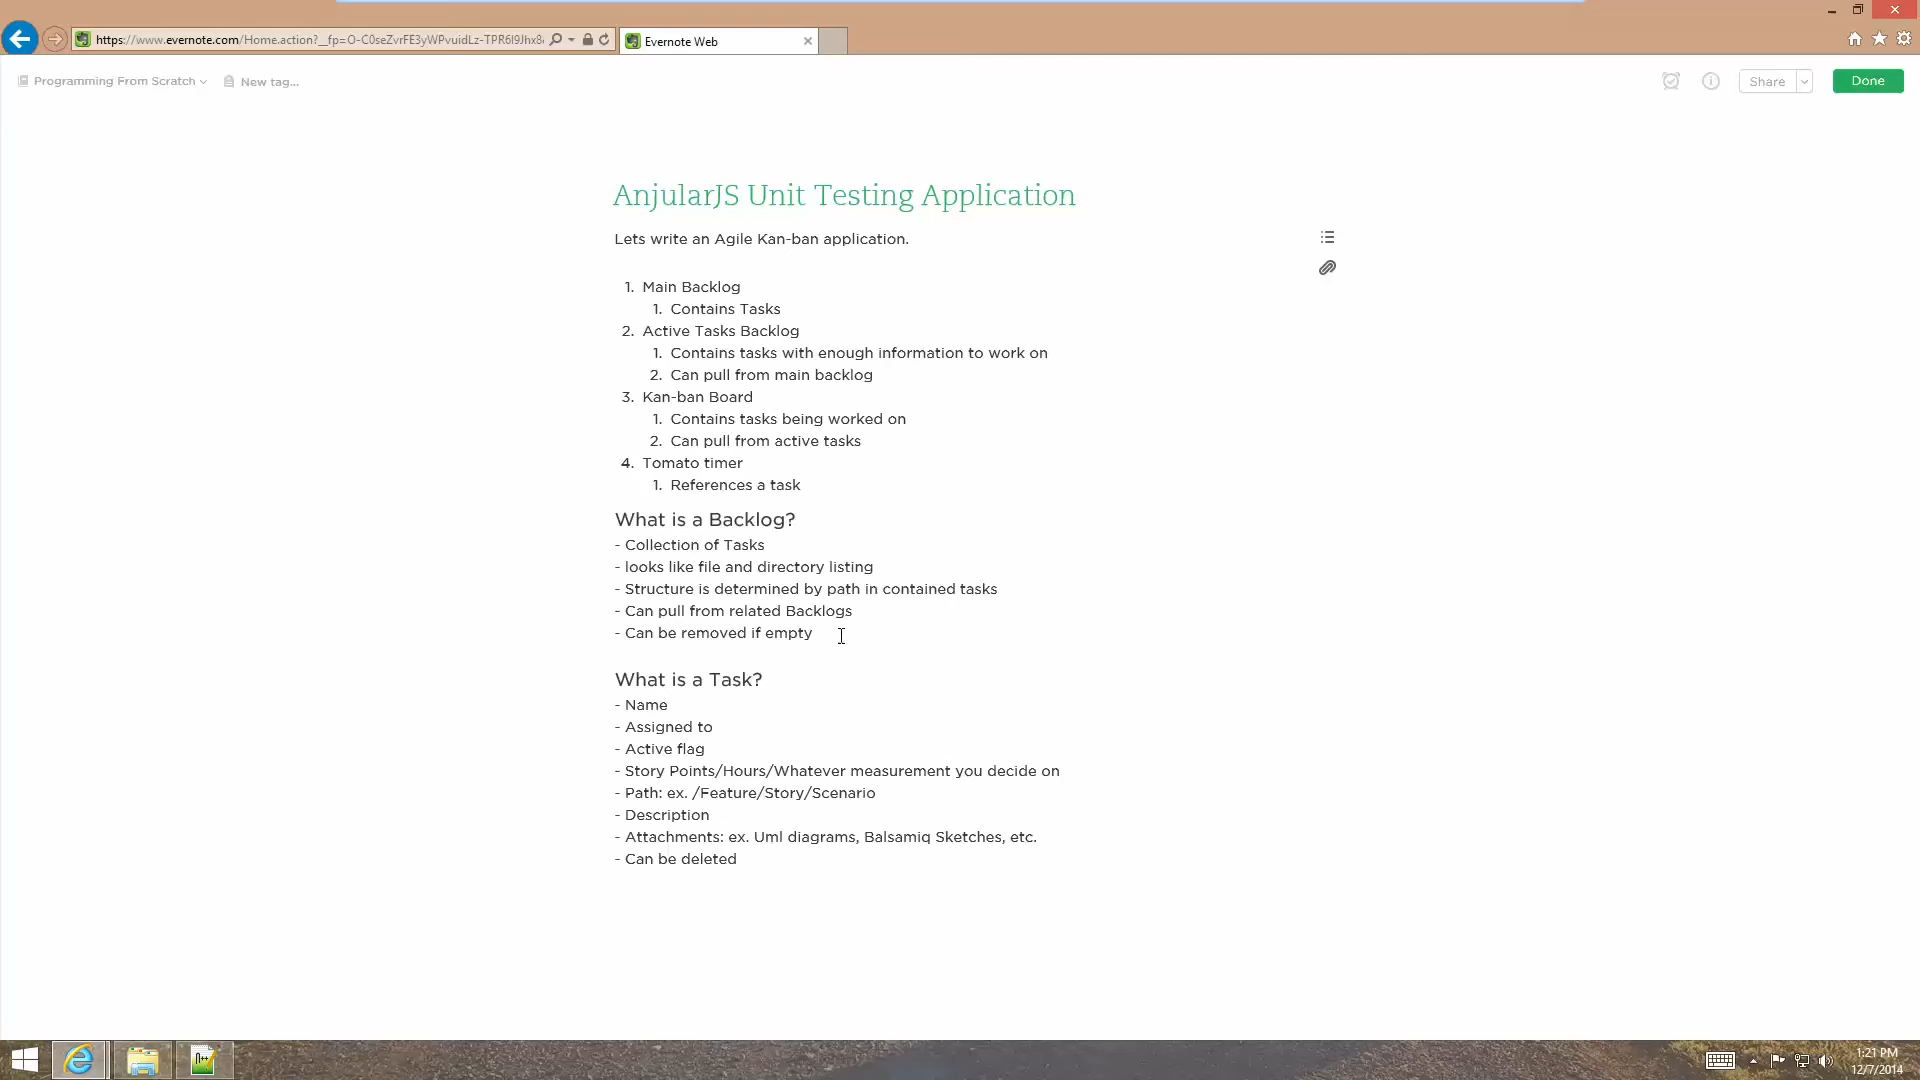 https://www.evernote.com/Home.action?__fp=O-C0seZvrFE3yWPvuidLz-TPR6I9Jhx8
Evernote Web
Programming From Scratch
New tag...
Share
Done
AnjularJS Unit Testing Application
Lets write an Agile Kan-ban application.
1. Main Backlog
1. Contains Tasks
2. Active Tasks Backlog
1. Contains tasks with enough information to work on
2. Can pull from main backlog
3. Kan-ban Board
1. Contains tasks being worked on
2. Can pull from active tasks
4. Tomato timer
1. References a task
What is a Backlog?
- Collection of Tasks
- looks like file and directory listing
- Structure is determined by path in contained tasks
- Can pull from related Backlogs
- Can be removed if empty
What is a Task?
- Name
- Assigned to
- Active flag
- Story Points/Hours/Whatever measurement you decide on
- Path: ex. /Feature/Story/Scenario
- Description
- Attachments: ex. Uml diagrams, Balsamiq Sketches, etc.
- Can be deleted
1:21 PM
12/7/2014